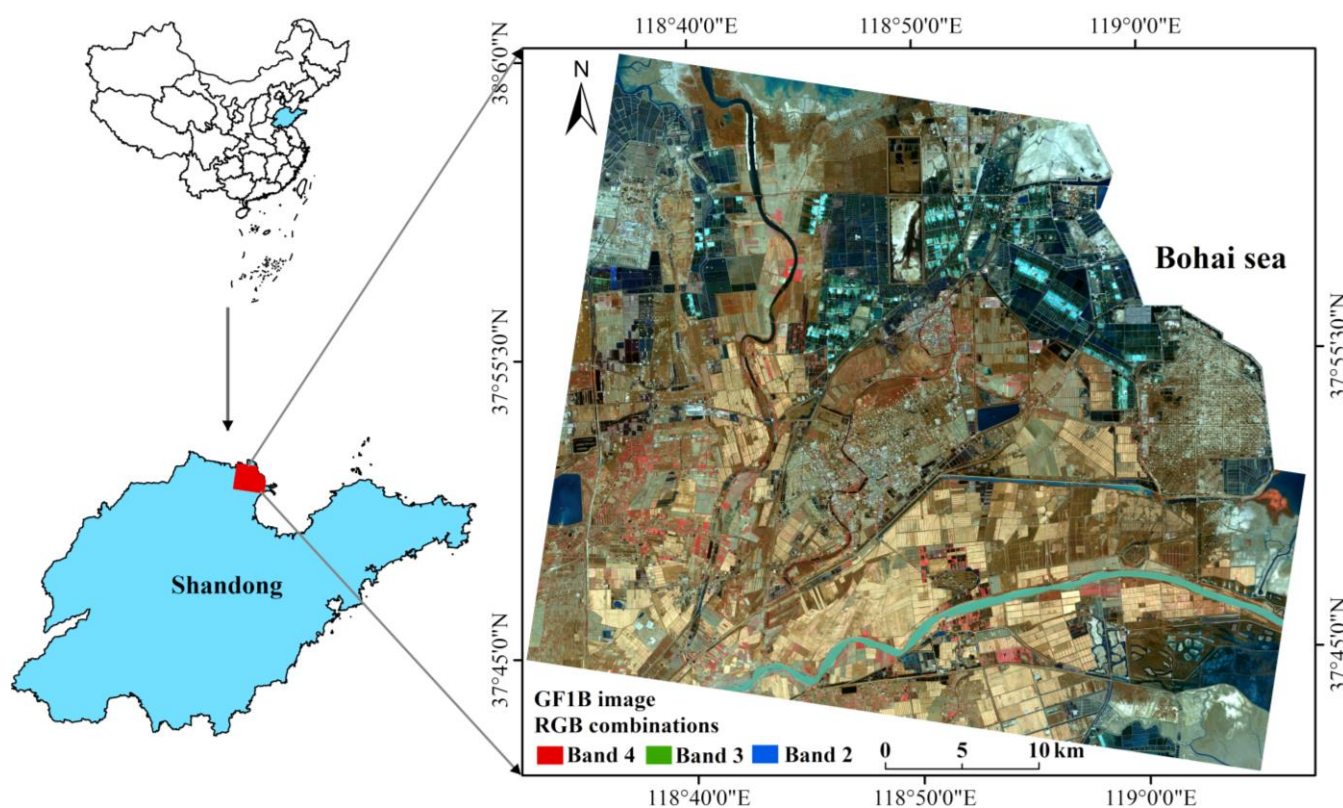 118°40'0"E 118°50'0"E 119°0'0"E
38°6'0"N
N
Bohai sea
37°55'30"N
37°55'30"N
Shandong
37°45'0"N
37°45'0"N
GF1B image
RGB combinations
Band 4 Band 3 Band 2
0 5 10 km
118°40'0"E 118°50'0"E 119°0'0"E